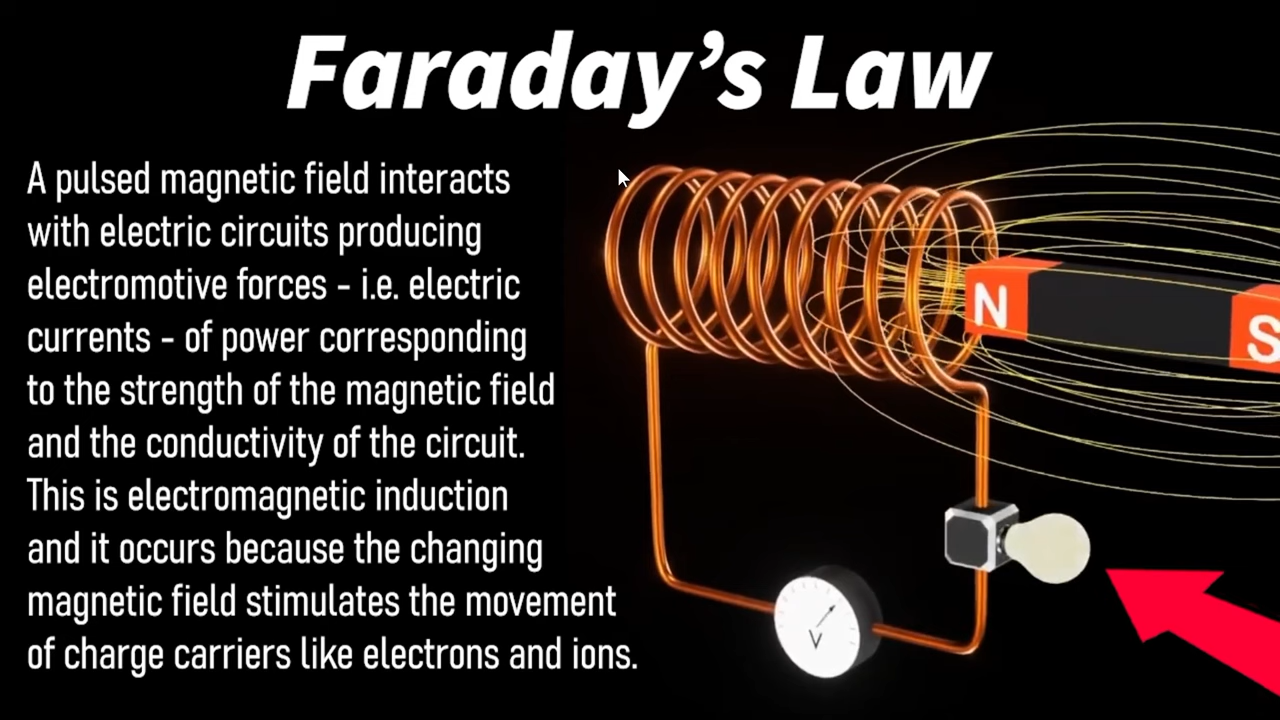 Faraday's Law
A pulsed magnetic field interacts
with electric circuits producing
electromotive forces - i.e. electric
currents - of power corresponding
to the strength of the magnetic field
and the conductivity of the circuit.
This is electromagnetic induction
and it occurs because the changing
magnetic field stimulates the movement
of charge carriers like electrons and ions.
N
S
V